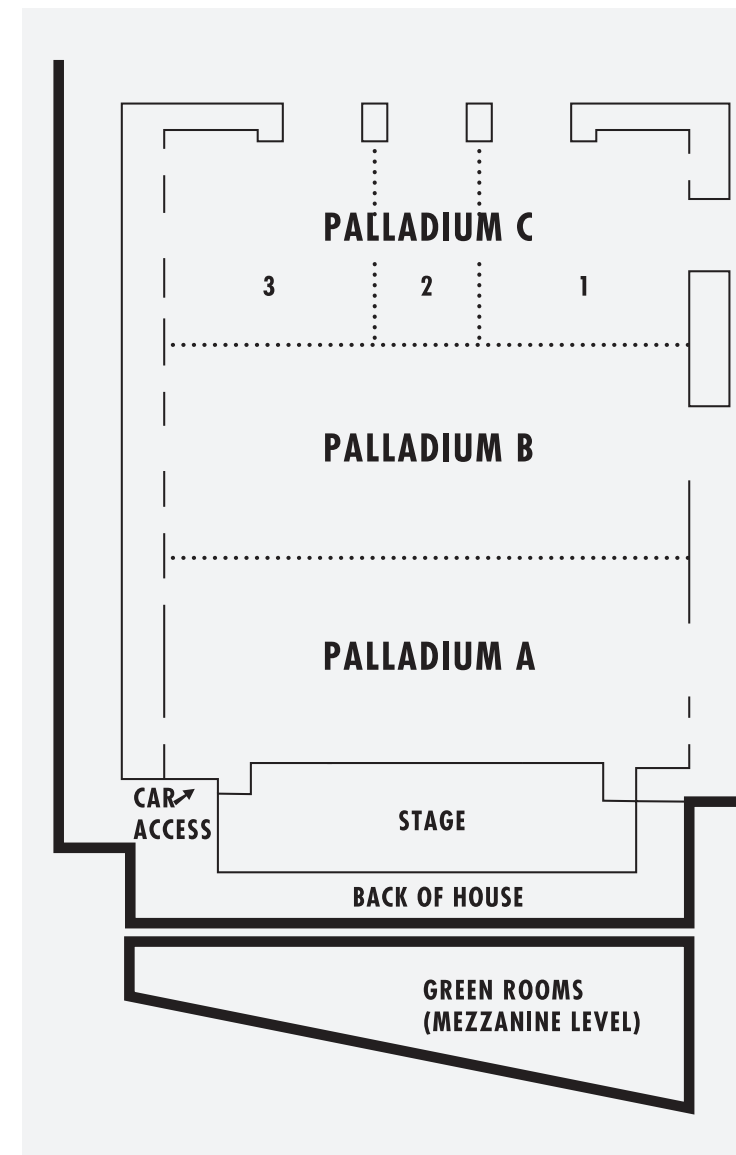 PALLADIUM C
3 2 1
PALLADIUM B
PALLADIUM A
CAR
ACCESS
STAGE
BACK OF HOUSE
GREEN ROOMS
(MEZZANINE LEVEL)